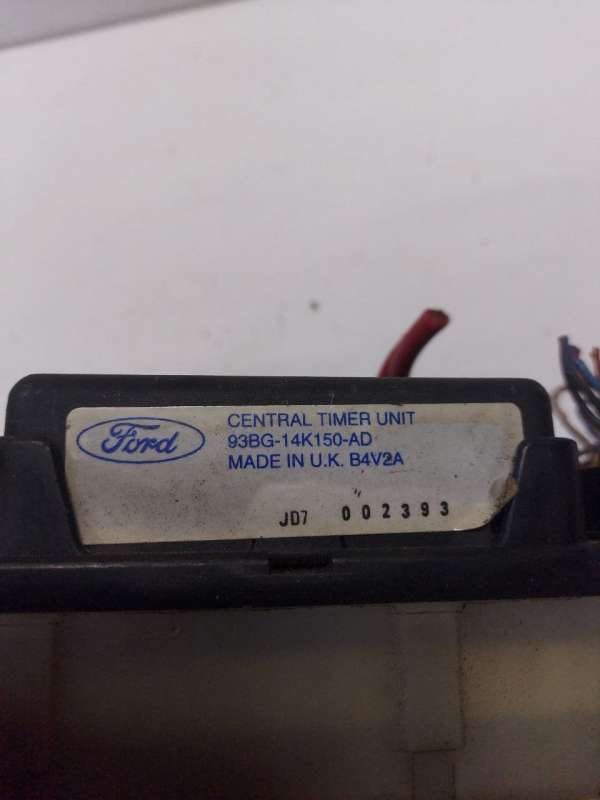 Ford
CENTRAL TIMER UNIT
93BG-14K150-AD
MADE IN U.K. B4V2A
JD7 002393